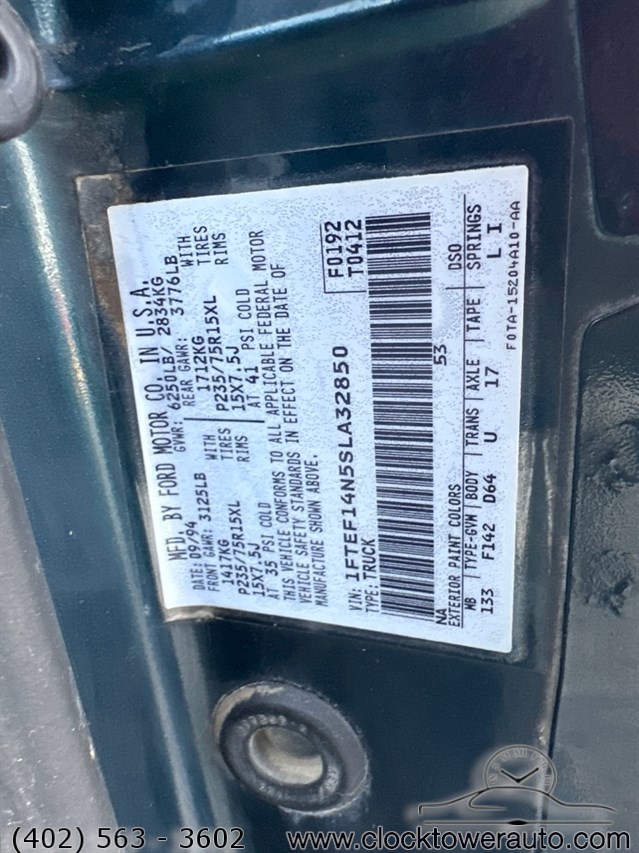 MFD. BY FORD MOTOR CO. IN U.S.A.
DATE: 09/94 GVWR: 6250LB/ 2834KG
FRONT GAWR: 3125LB REAR GAWR: 3776LB
1417KG WITH 1712KG WITH
P235/75R15XL TIRES P235/75R15XL TIRES
15X7.5J RIMS 15X7.5J RIMS
AT 35 PSI COLD AT 41 PSI COLD
THIS VEHICLE CONFORMS TO ALL APPLICABLE FEDERAL MOTOR
VEHICLE SAFETY STANDARDS IN EFFECT ON THE DATE OF
MANUFACTURE SHOWN ABOVE.
VIN: 1FTEF14N5SLA32850
TYPE: TRUCK
F0192
T0412
NA 53
EXTERIOR PAINT COLORS DSO
WB TYPE-GVW BODY TRANS AXLE TAPE SPRINGS
133 F142 D64 U 17 L I
F0TA-15204A10-AA
(402) 563 - 3602 www.clocktowerauto.com